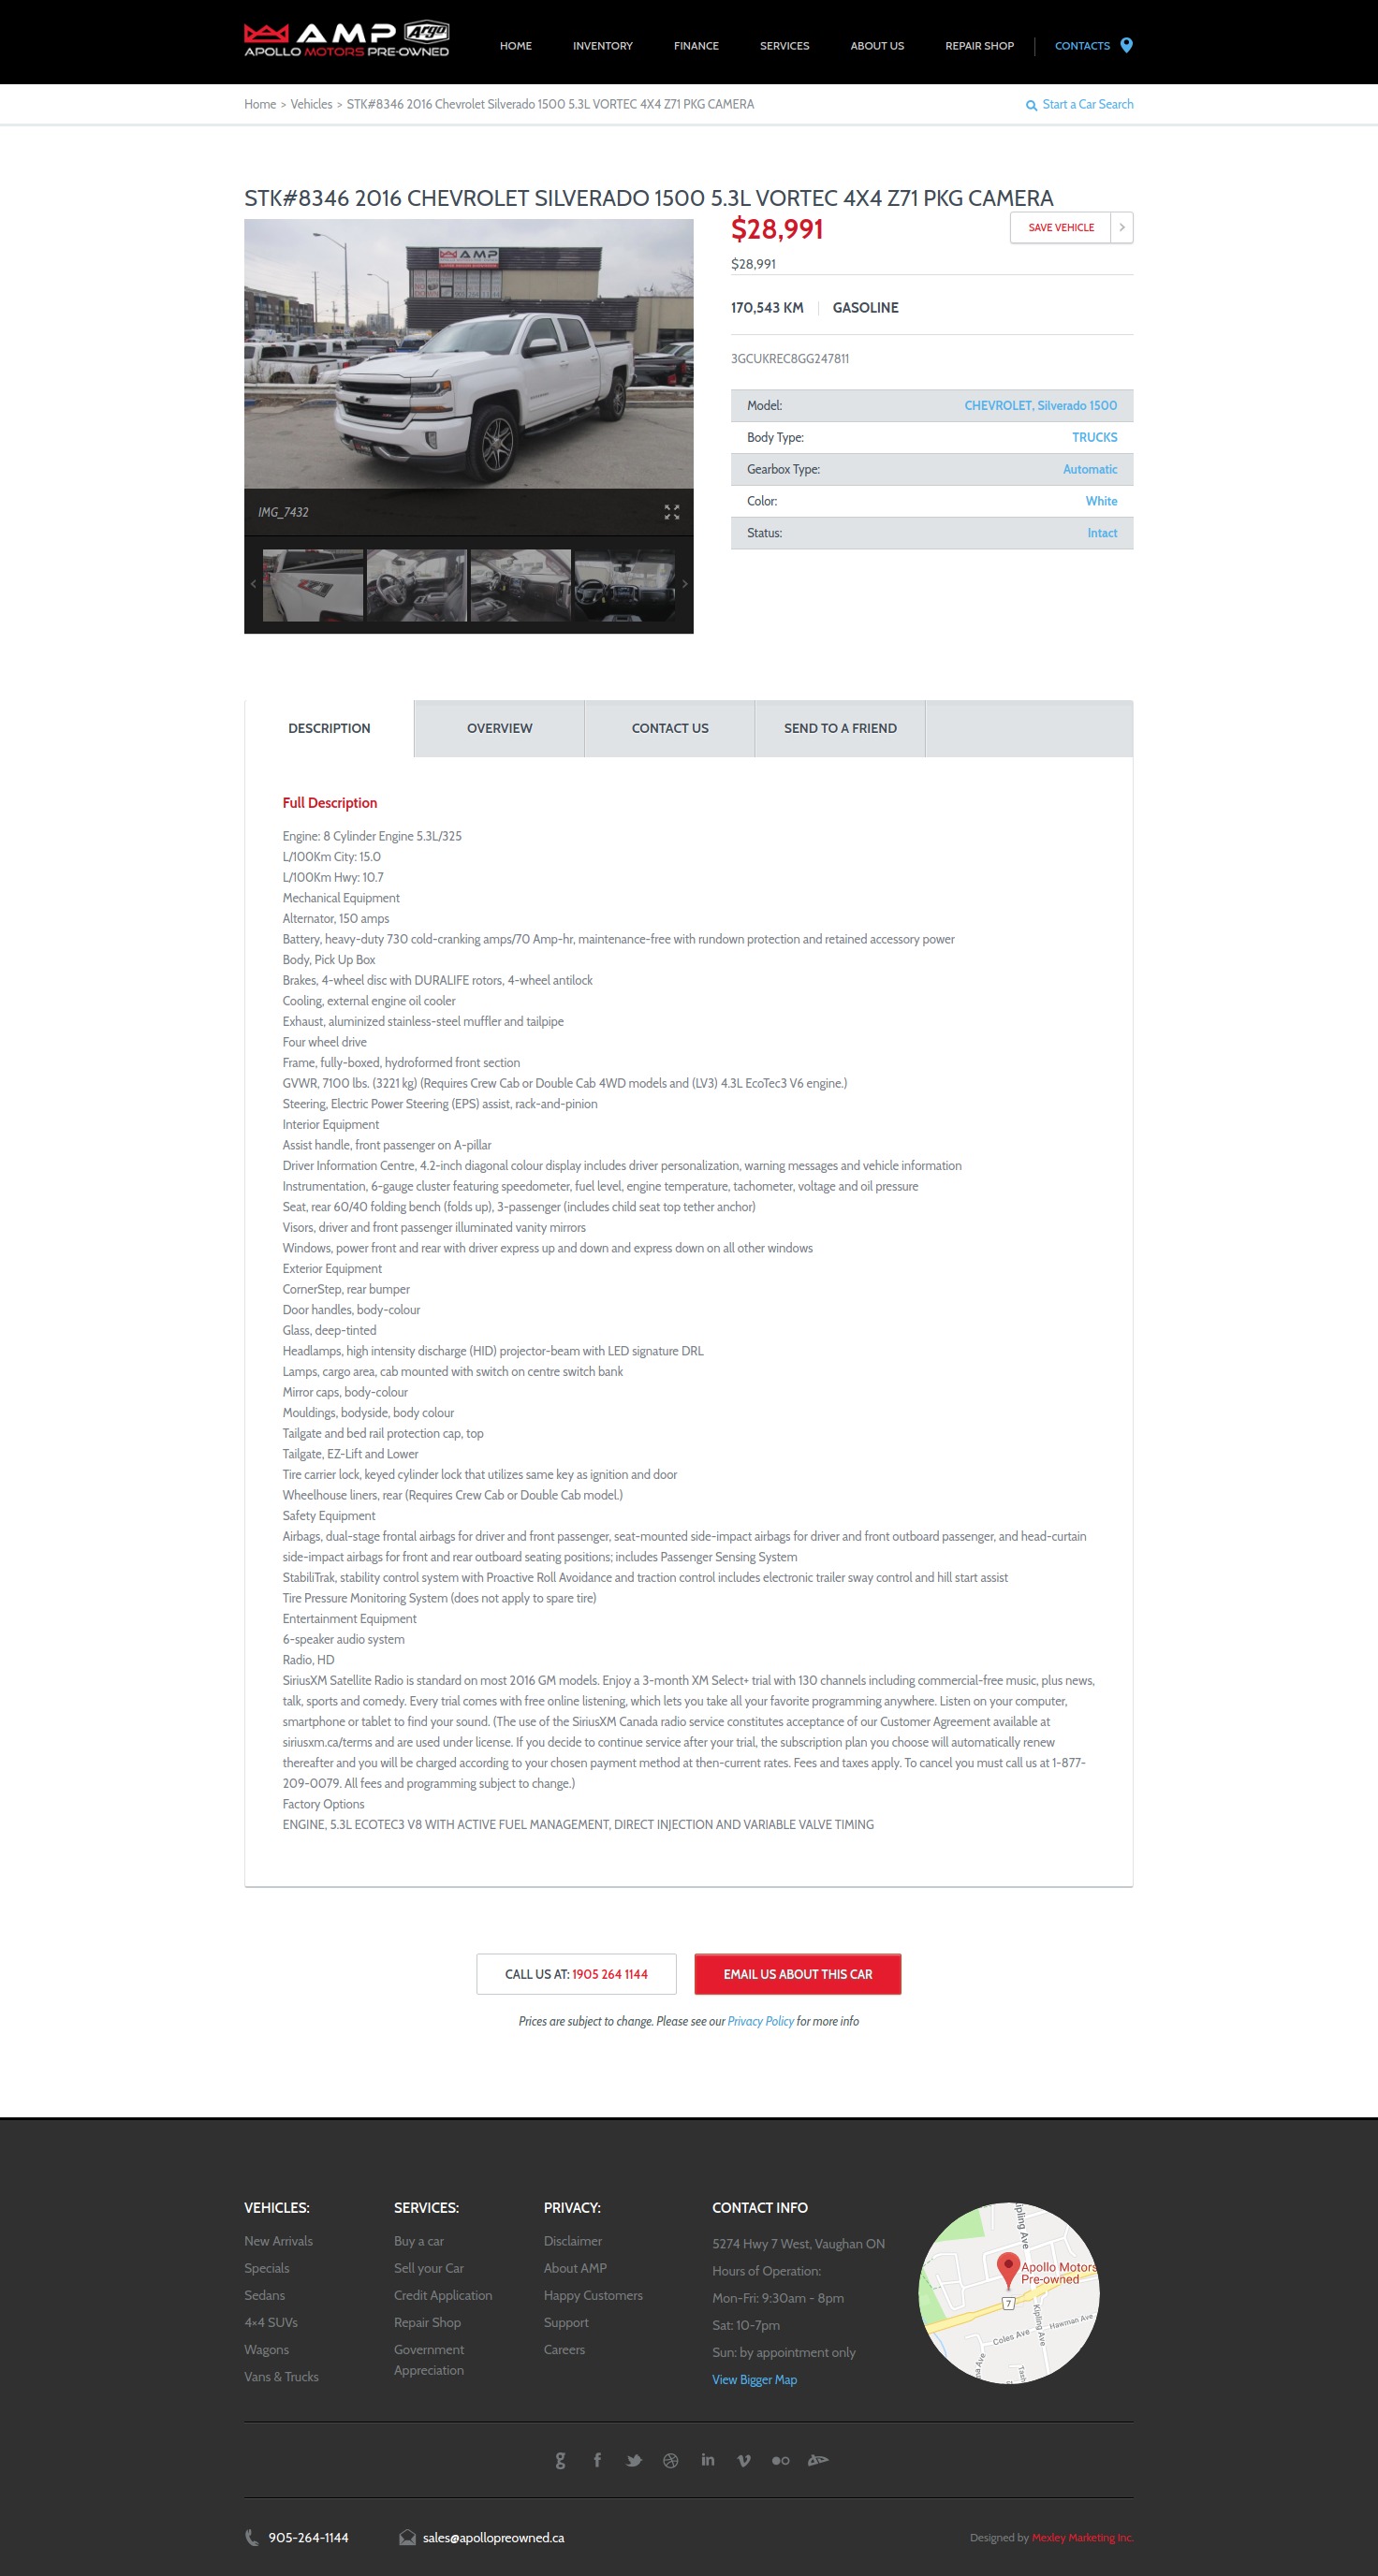 AMP Argo
APOLLO MOTORS PRE-OWNED
HOME
INVENTORY
FINANCE
SERVICES
ABOUT US
REPAIR SHOP
CONTACTS
Home > Vehicles > STK#8346 2016 Chevrolet Silverado 1500 5.3L VORTEC 4X4 Z71 PKG CAMERA
Start a Car Search
STK#8346 2016 CHEVROLET SILVERADO 1500 5.3L VORTEC 4X4 Z71 PKG CAMERA
AMP
$28,991
SAVE VEHICLE
$28,991
170,543 KM
GASOLINE
3GCUKREC8GG247811
Model: CHEVROLET, Silverado 1500
Body Type: TRUCKS
Gearbox Type: Automatic
Color: White
Status: Intact
IMG_7432
DESCRIPTION
OVERVIEW
CONTACT US
SEND TO A FRIEND
Full Description
Engine: 8 Cylinder Engine 5.3L/325
L/100Km City: 15.0
L/100Km Hwy: 10.7
Mechanical Equipment
Alternator, 150 amps
Battery, heavy-duty 730 cold-cranking amps/70 Amp-hr, maintenance-free with rundown protection and retained accessory power
Body, Pick Up Box
Brakes, 4-wheel disc with DURALIFE rotors, 4-wheel antilock
Cooling, external engine oil cooler
Exhaust, aluminized stainless-steel muffler and tailpipe
Four wheel drive
Frame, fully-boxed, hydroformed front section
GVWR, 7100 lbs. (3221 kg) (Requires Crew Cab or Double Cab 4WD models and (LV3) 4.3L EcoTec3 V6 engine.)
Steering, Electric Power Steering (EPS) assist, rack-and-pinion
Interior Equipment
Assist handle, front passenger on A-pillar
Driver Information Centre, 4.2-inch diagonal colour display includes driver personalization, warning messages and vehicle information
Instrumentation, 6-gauge cluster featuring speedometer, fuel level, engine temperature, tachometer, voltage and oil pressure
Seat, rear 60/40 folding bench (folds up), 3-passenger (includes child seat top tether anchor)
Visors, driver and front passenger illuminated vanity mirrors
Windows, power front and rear with driver express up and down and express down on all other windows
Exterior Equipment
CornerStep, rear bumper
Door handles, body-colour
Glass, deep-tinted
Headlamps, high intensity discharge (HID) projector-beam with LED signature DRL
Lamps, cargo area, cab mounted with switch on centre switch bank
Mirror caps, body-colour
Mouldings, bodyside, body colour
Tailgate and bed rail protection cap, top
Tailgate, EZ-Lift and Lower
Tire carrier lock, keyed cylinder lock that utilizes same key as ignition and door
Wheelhouse liners, rear (Requires Crew Cab or Double Cab model.)
Safety Equipment
Airbags, dual-stage frontal airbags for driver and front passenger, seat-mounted side-impact airbags for driver and front outboard passenger, and head-curtain
side-impact airbags for front and rear outboard seating positions; includes Passenger Sensing System
StabiliTrak, stability control system with Proactive Roll Avoidance and traction control includes electronic trailer sway control and hill start assist
Tire Pressure Monitoring System (does not apply to spare tire)
Entertainment Equipment
6-speaker audio system
Radio, HD
SiriusXM Satellite Radio is standard on most 2016 GM models. Enjoy a 3-month XM Select+ trial with 130 channels including commercial-free music, plus news,
talk, sports and comedy. Every trial comes with free online listening, which lets you take all your favorite programming anywhere. Listen on your computer,
smartphone or tablet to find your sound. (The use of the SiriusXM Canada radio service constitutes acceptance of our Customer Agreement available at
siriusxm.ca/terms and are used under license. If you decide to continue service after your trial, the subscription plan you choose will automatically renew
thereafter and you will be charged according to your chosen payment method at then-current rates. Fees and taxes apply. To cancel you must call us at 1-877-
209-0079. All fees and programming subject to change.)
Factory Options
ENGINE, 5.3L ECOTEC3 V8 WITH ACTIVE FUEL MANAGEMENT, DIRECT INJECTION AND VARIABLE VALVE TIMING
CALL US AT: 1905 264 1144
EMAIL US ABOUT THIS CAR
Prices are subject to change. Please see our Privacy Policy for more info
VEHICLES:
New Arrivals
Specials
Sedans
4×4 SUVs
Wagons
Vans & Trucks
SERVICES:
Buy a car
Sell your Car
Credit Application
Repair Shop
Government
Appreciation
PRIVACY:
Disclaimer
About AMP
Happy Customers
Support
Careers
CONTACT INFO
5274 Hwy 7 West, Vaughan ON
Hours of Operation:
Mon-Fri: 9:30am - 8pm
Sat: 10-7pm
Sun: by appointment only
View Bigger Map
Kipling Ave
Apollo Motors
Pre-owned
7
Kipling Ave
Hawman Ave
Coles Ave
905-264-1144
sales@apollopreowned.ca
Designed by Mexley Marketing Inc.